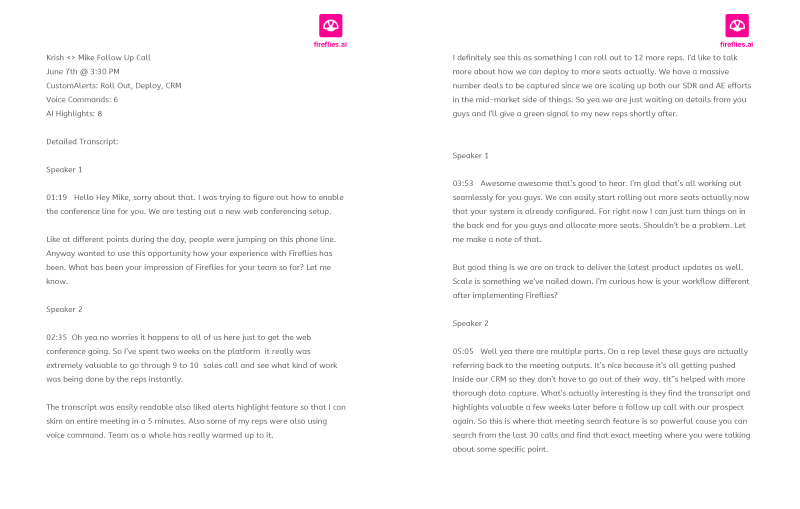 fireflies.ai
Krish <> Mike Follow Up Call
June 7th @ 3:30 PM
CustomAlerts: Roll Out, Deploy, CRM
Voice Commands: 6
AI Highlights: 8
Detailed Transcript:
Speaker 1
01:19 Hello Hey Mike, sorry about that. I was trying to figure out how to enable
the conference line for you. We are testing out a new web conferencing setup.
Like at different points during the day, people were jumping on this phone line.
Anyway wanted to use this opportunity how your experience with Fireflies has
been. What has been your impression of Fireflies for your team so far? Let me
know.
Speaker 2
02:35 Oh yea no worries it happens to all of us here just to get the web
conference going. So I've spent two weeks on the platform it really was
extremely valuable to go through 9 to 10 sales call and see what kind of work
was being done by the reps instantly.
The transcript was easily readable also liked alerts highlight feature so that I can
skim an entire meeting in a 5 minutes. Also some of my reps were also using
voice command. Team as a whole has really warmed up to it.
fireflies.ai
I definitely see this as something I can roll out to 12 more reps. I'd like to talk
more about how we can deploy to more seats actually. We have a massive
number deals to be captured since we are scaling up both our SDR and AE efforts
in the mid-market side of things. So yea we are just waiting on details from you
guys and I'll give a green signal to my new reps shortly after.
Speaker 1
03:53 Awesome awesome that's good to hear. I'm glad that's all working out
seamlessly for you guys. We can easily start rolling out more seats actually now
that your system is already configured. For right now I can just turn things on in
the back end for you guys and allocate more seats. Shouldn't be a problem. Let
me make a note of that.
But good thing is we are on track to deliver the latest product updates as well.
Scale is something we've nailed down. I'm curious how is your workflow different
after implementing Fireflies?
Speaker 2
05:05 Well yea there are multiple parts. On a rep level these guys are actually
referring back to the meeting outputs. It's nice because it's all getting pushed
inside our CRM so they don't have to go out of their way. tIt"s helped with more
thorough data capture. What's actually interesting is they find the transcript and
highlights valuable a few weeks later before a follow up call with our prospect
again. So this is where that meeting search feature is so powerful cause you can
search from the last 30 calls and find that exact meeting where you were talking
about some specific point.